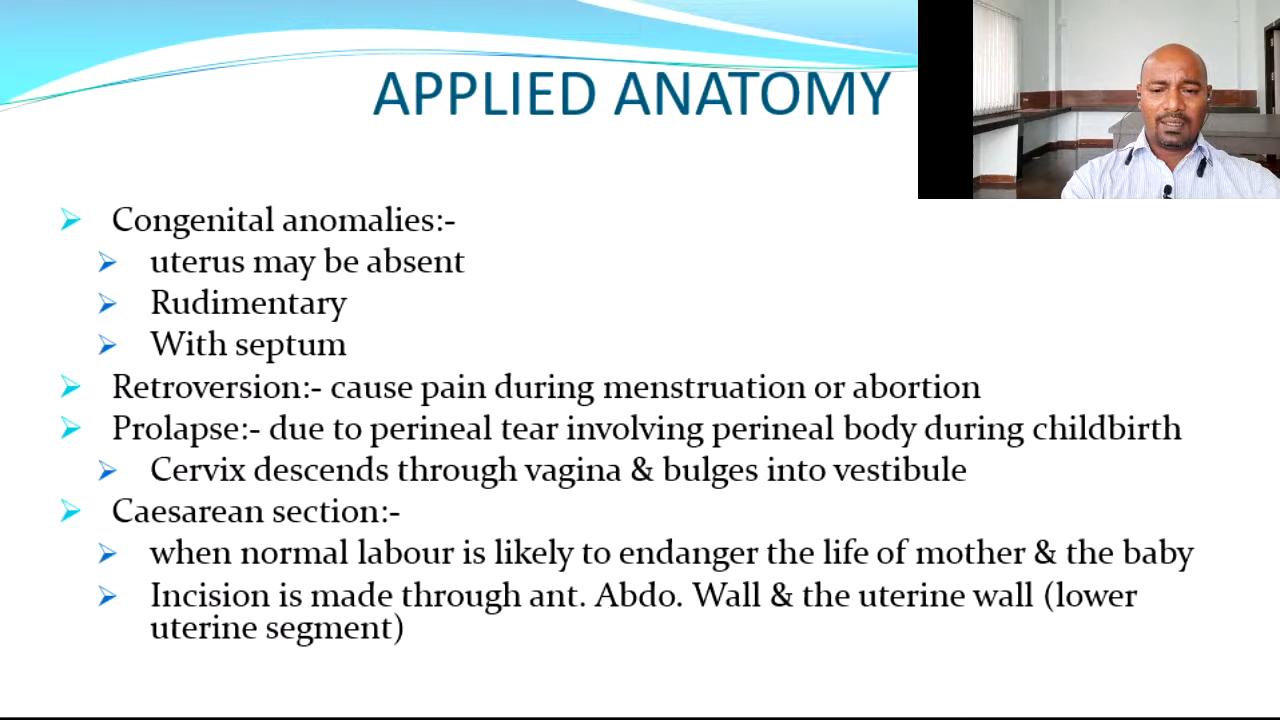 APPLIED ANATOMY
Congenital anomalies:-
uterus may be absent
Rudimentary
With septum
Retroversion:- cause pain during menstruation or abortion
Prolapse:- due to perineal tear involving perineal body during childbirth
Cervix descends through vagina & bulges into vestibule
Caesarean section:-
when normal labour is likely to endanger the life of mother & the baby
Incision is made through ant. Abdo. Wall & the uterine wall (lower
uterine segment)